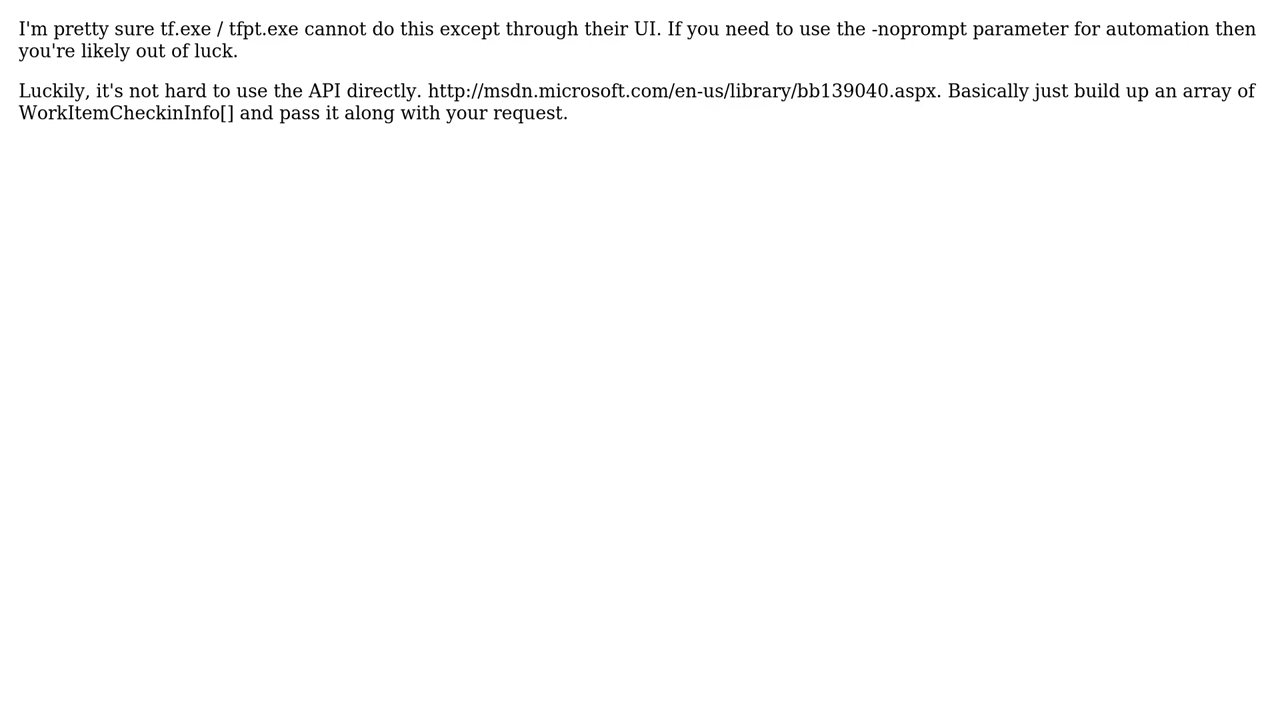 I'm pretty sure tf.exe / tfpt.exe cannot do this except through their UI. If you need to use the -noprompt parameter for automation then
you're likely out of luck.
Luckily, it's not hard to use the API directly. http://msdn.microsoft.com/en-us/library/bb139040.aspx. Basically just build up an array of
WorkItemCheckinInfo[] and pass it along with your request.